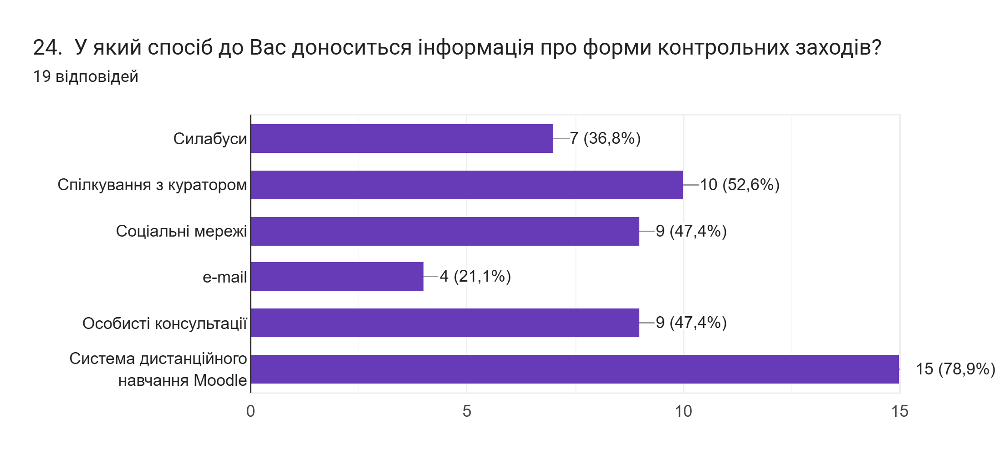 24.  У який спосіб до Вас доноситься інформація про форми контрольних заходів?
19 відповідей
Силабуси
7 (36,8%)
Спілкування з куратором
10 (52,6%)
Соціальні мережі
9 (47,4%)
e-mail
4 (21,1%)
Особисті консультації
9 (47,4%)
Система дистанційного
навчання Moodle
15 (78,9%)
0 5 10 15